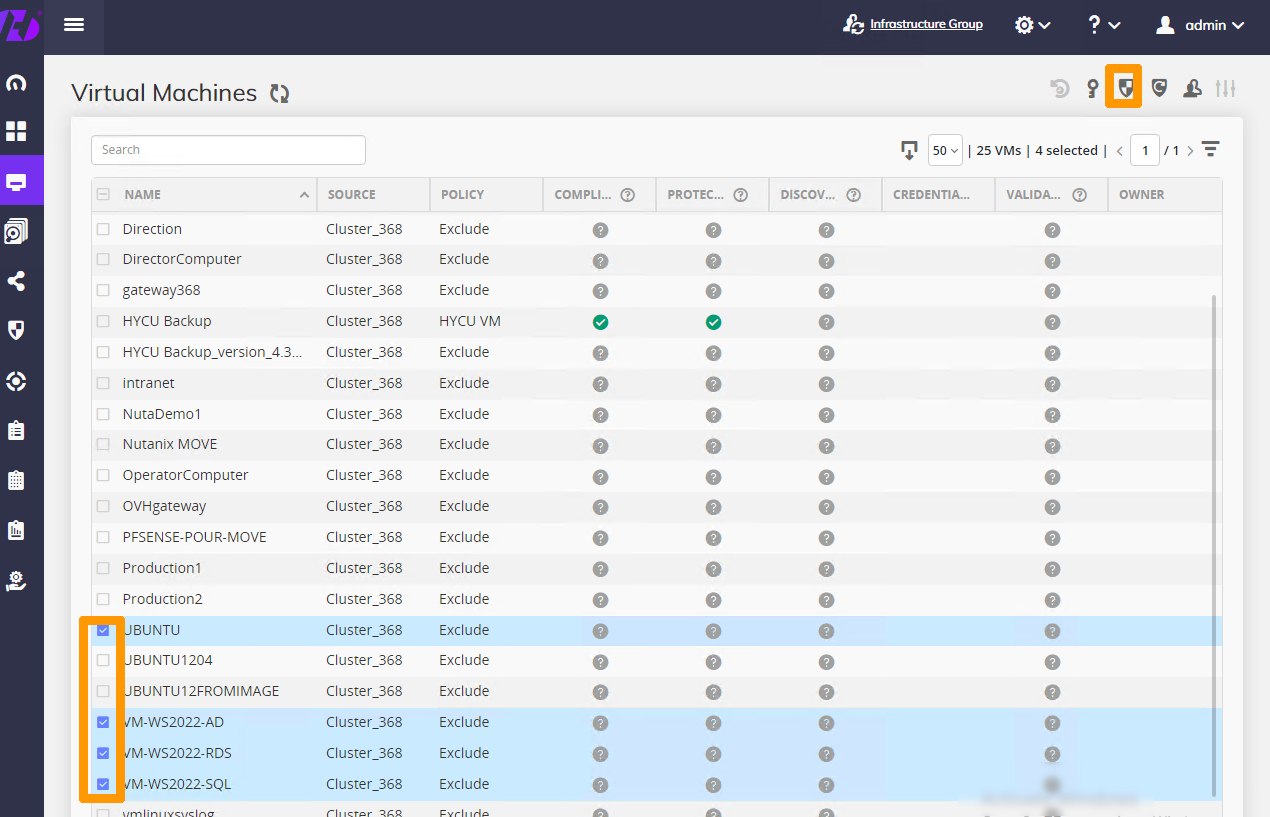 Infrastructure Group
admin
Virtual Machines
Search
50 | 25 VMs | 4 selected | < 1 / 1 >
NAME SOURCE POLICY COMPLI... ? PROTEC... ? DISCOV... ? CREDENTIA... VALIDA... ? OWNER
Direction Cluster_368 Exclude ? ? ? ?
DirectorComputer Cluster_368 Exclude ? ? ? ?
gateway368 Cluster_368 Exclude ? ? ? ?
HYCU Backup Cluster_368 HYCU VM ? ?
HYCU Backup_version_4.3... Cluster_368 Exclude ? ? ? ?
intranet Cluster_368 Exclude ? ? ? ?
NutaDemo1 Cluster_368 Exclude ? ? ? ?
Nutanix MOVE Cluster_368 Exclude ? ? ? ?
OperatorComputer Cluster_368 Exclude ? ? ? ?
OVHgateway Cluster_368 Exclude ? ? ? ?
PFSENSE-POUR-MOVE Cluster_368 Exclude ? ? ? ?
Production1 Cluster_368 Exclude ? ? ? ?
Production2 Cluster_368 Exclude ? ? ? ?
UBUNTU Cluster_368 Exclude ? ? ? ?
UBUNTU1204 Cluster_368 Exclude ? ? ? ?
UBUNTU12FROMIMAGE Cluster_368 Exclude ? ? ? ?
VM-WS2022-AD Cluster_368 Exclude ? ? ? ?
VM-WS2022-RDS Cluster_368 Exclude ? ? ? ?
VM-WS2022-SQL Cluster_368 Exclude ? ? ?
vmlinuxsyslog Cluster_368 Exclude ? ? ?